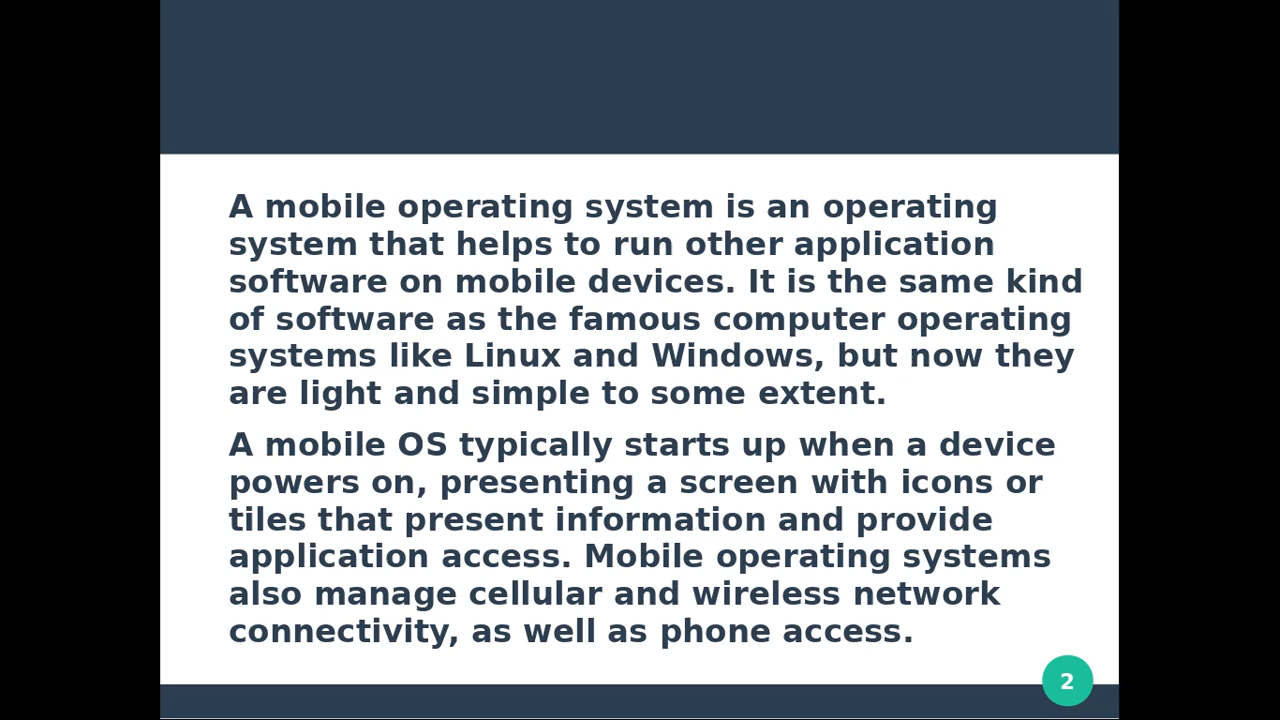 A mobile operating system is an operating
system that helps to run other application
software on mobile devices. It is the same kind
of software as the famous computer operating
systems like Linux and Windows, but now they
are light and simple to some extent.
A mobile OS typically starts up when a device
powers on, presenting a screen with icons or
tiles that present information and provide
application access. Mobile operating systems
also manage cellular and wireless network
connectivity, as well as phone access.
2